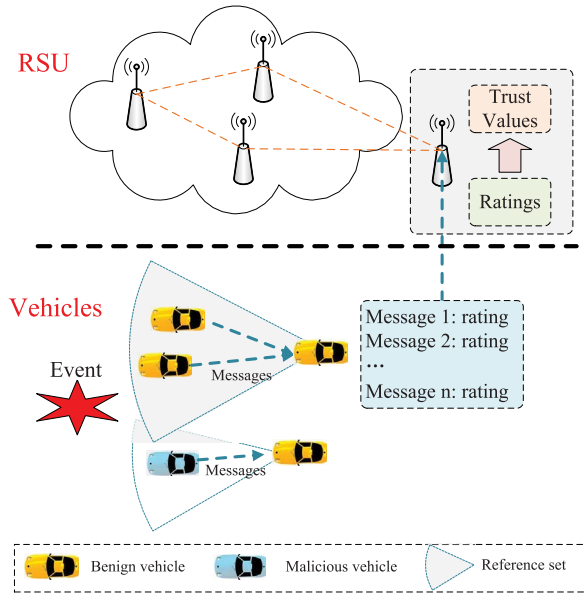 RSU
Trust
Values
Ratings
Vehicles
Event
Messages
Messages
Message 1: rating
Message 2: rating
...
Message n: rating
Benign vehicle
Malicious vehicle
Reference set